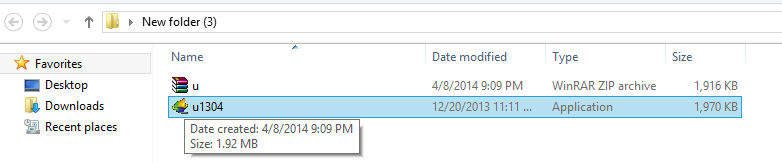 New folder (3)
Favorites
Desktop
Downloads
Recent places
Name Date modified Type Size
u 4/8/2014 9:09 PM WinRAR ZIP archive 1,916 KB
u1304 12/20/2013 11:11 ... Application 1,970 KB
Date created: 4/8/2014 9:09 PM
Size: 1.92 MB